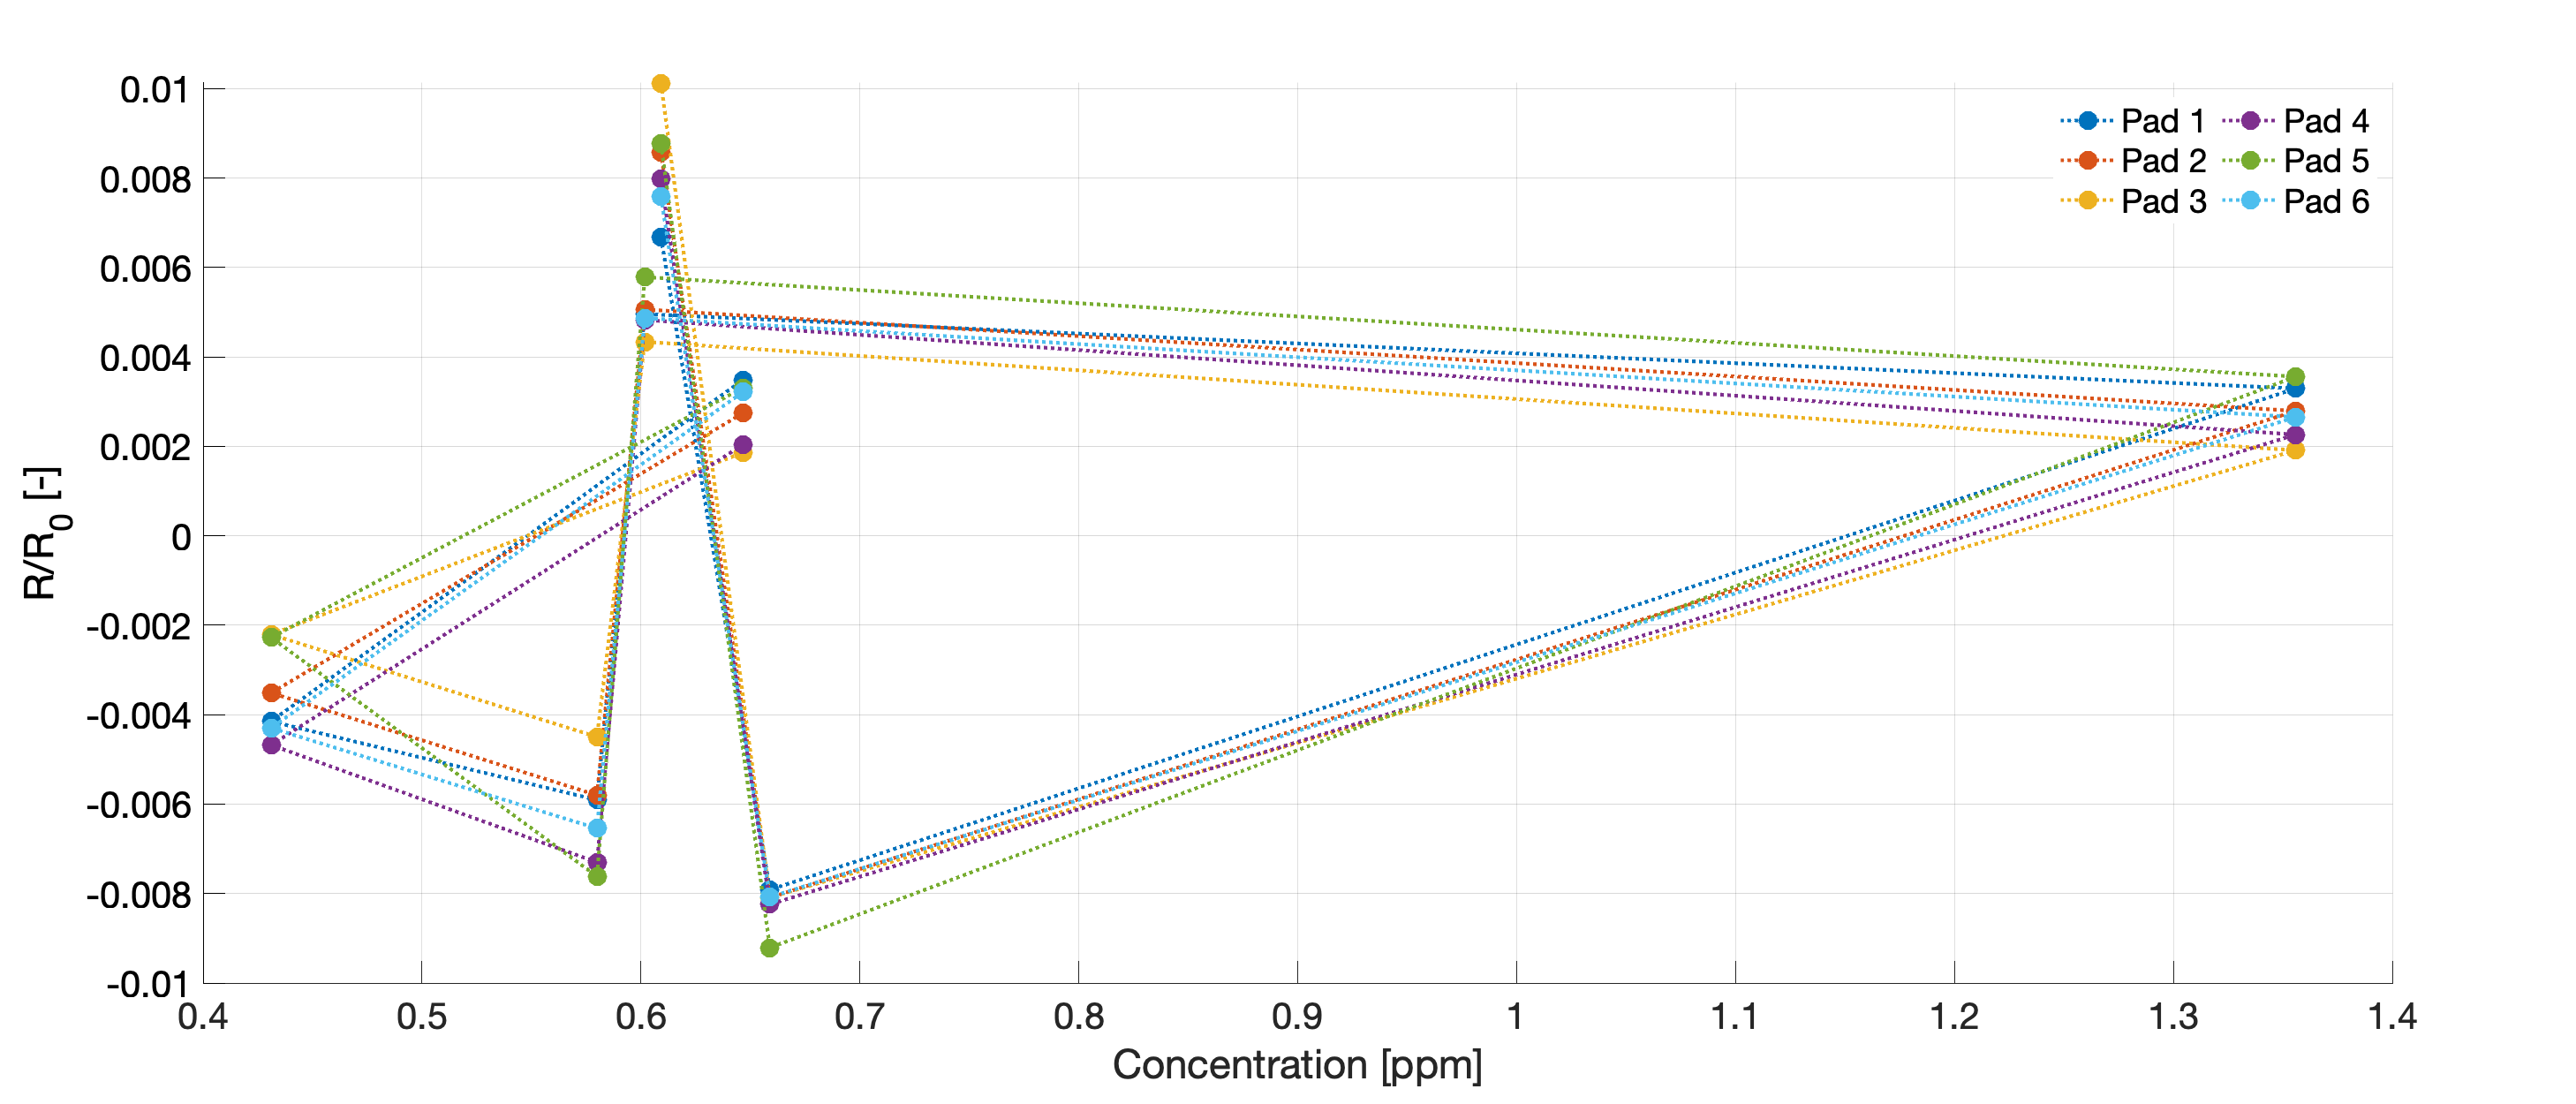 0.01
0.008
0.006
0.004
0.002
0
-0.002
-0.004
-0.006
-0.008
-0.01
R/R0 [-]
0.4 0.5 0.6 0.7 0.8 0.9 1 1.1 1.2 1.3 1.4
Concentration [ppm]
Pad 1 Pad 4
Pad 2 Pad 5
Pad 3 Pad 6